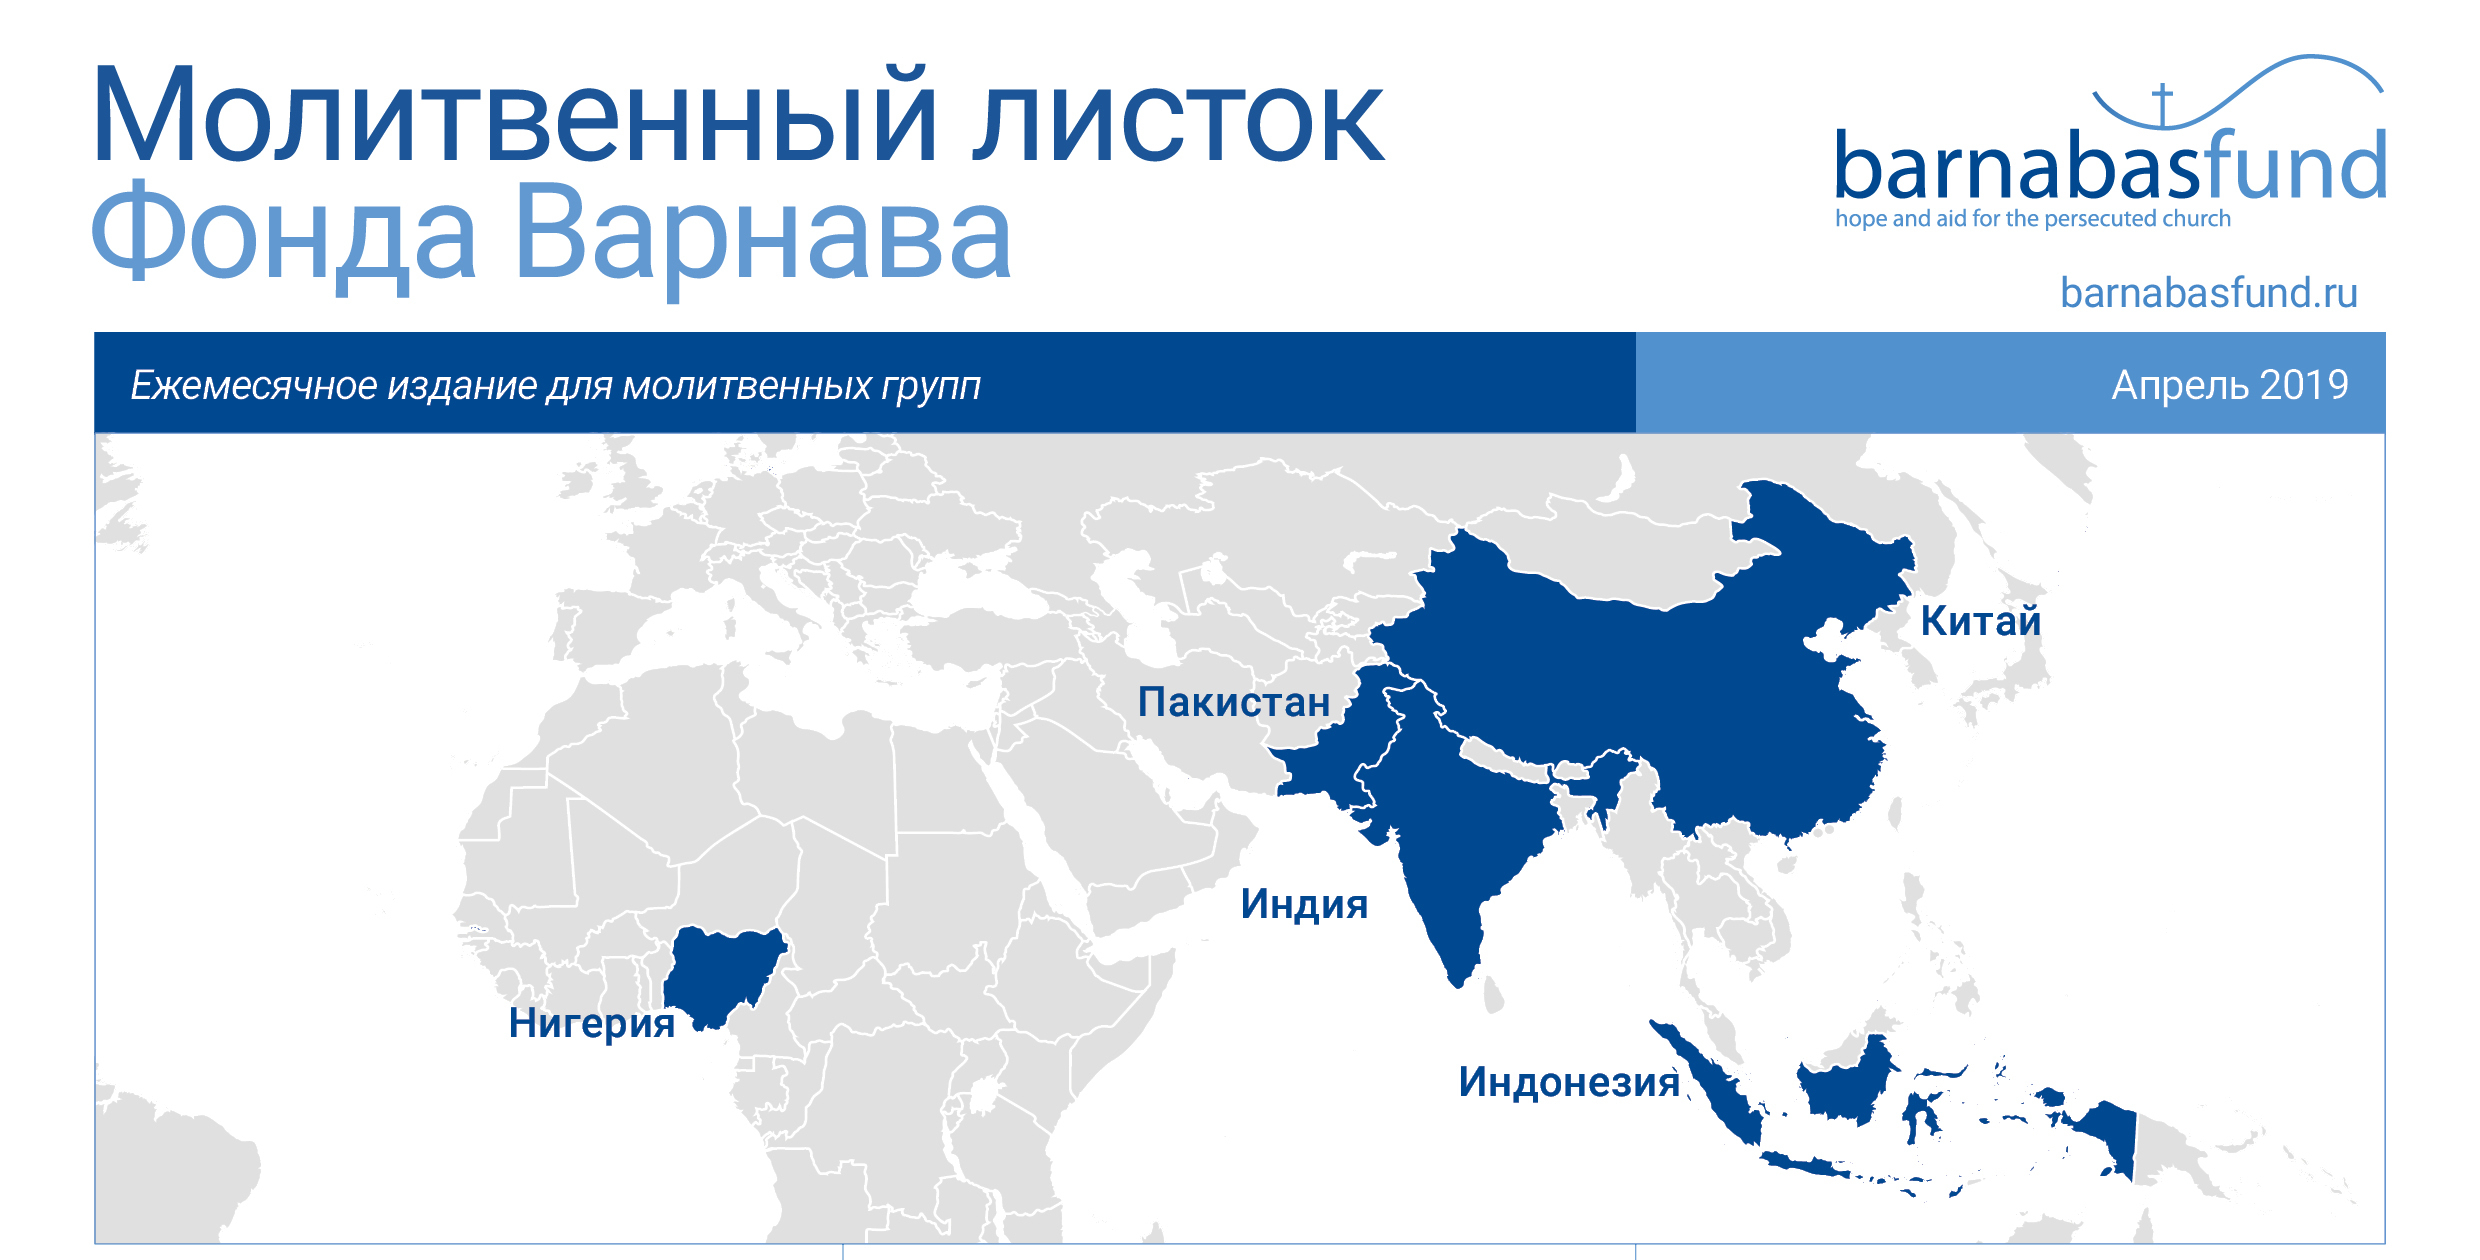 Молитвенный листок
Фонда Варнава
barnabasfund
hope and aid for the persecuted church
barnabasfund.ru
Ежемесячное издание для молитвенных групп
Апрель 2019
Китай
Пакистан
Индия
Нигерия
Индонезия